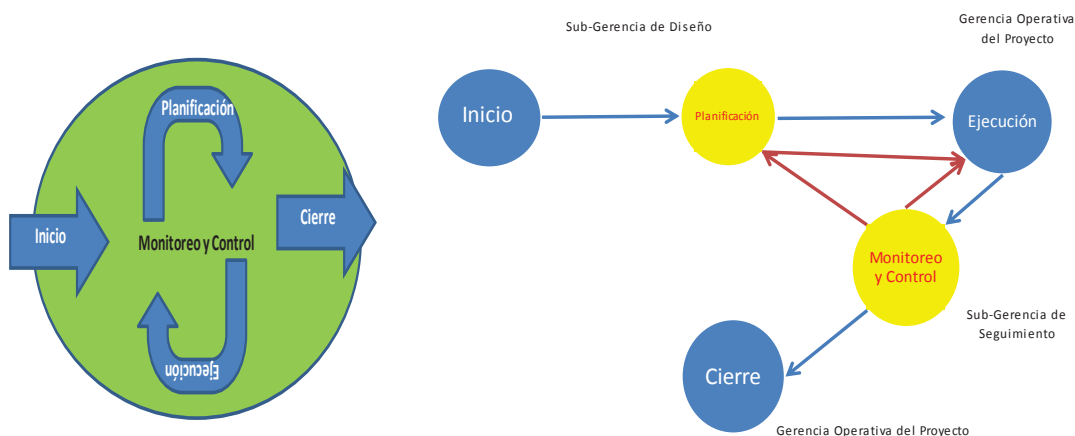 Planificación
Inicio
Cierre
Monitoreo y Control
Ejecución
Sub-Gerencia de Diseño
Gerencia Operativa
del Proyecto
Inicio
Planificación
Ejecución
Monitoreo
y Control
Sub-Gerencia de
Seguimiento
Cierre
Gerencia Operativa del Proyecto